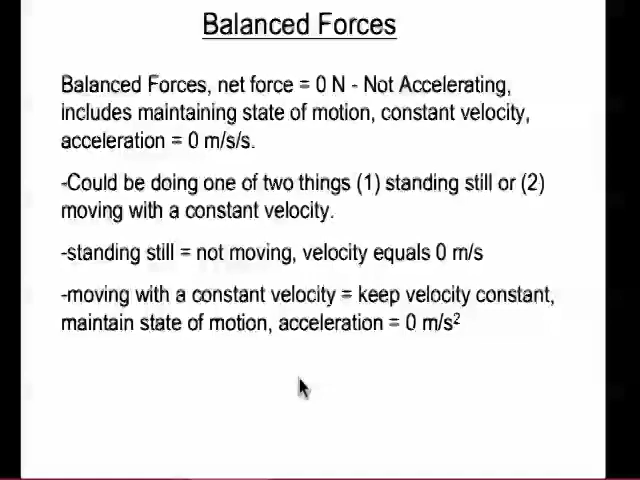 Balanced Forces
Balanced Forces, net force = 0 N - Not Accelerating,
includes maintaining state of motion, constant velocity,
acceleration = 0 m/s/s.
-Could be doing one of two things (1) standing still or (2)
moving with a constant velocity.
-standing still = not moving, velocity equals 0 m/s
-moving with a constant velocity = keep velocity constant,
maintain state of motion, acceleration = 0 m/s²